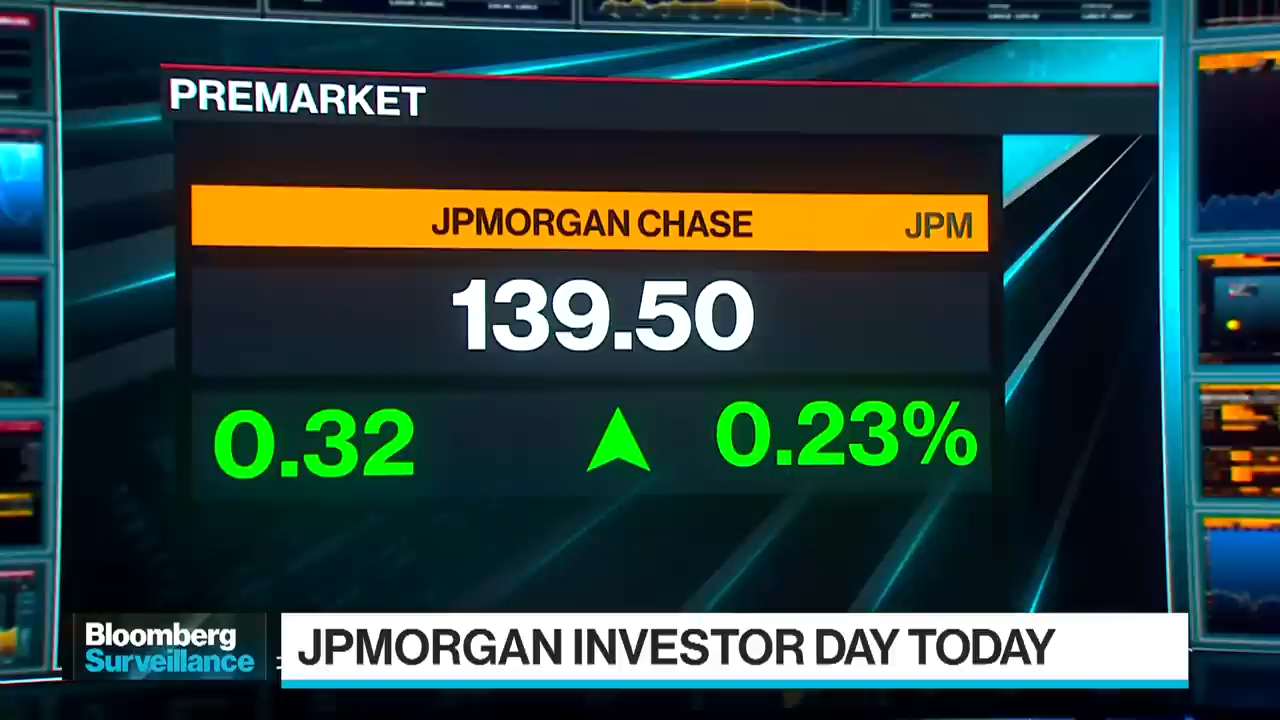 PREMARKET
JPMORGAN CHASE JPM
139.50
0.32 ▲ 0.23%
Bloomberg
Surveillance
JPMORGAN INVESTOR DAY TODAY